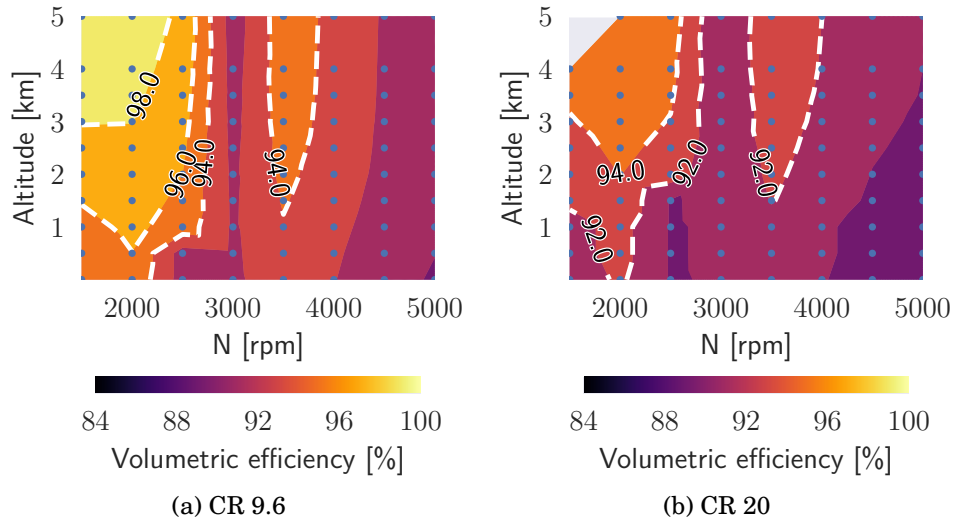 5
4
3
2
1
Altitude [km]
98.0
96.0
94.0
94.0
2000 3000 4000 5000
N [rpm]
84 88 92 96 100
Volumetric efficiency [%]
(a) CR 9.6
5
4
3
2
1
Altitude [km]
94.0
92.0
92.0
92.0
2000 3000 4000 5000
N [rpm]
84 88 92 96 100
Volumetric efficiency [%]
(b) CR 20